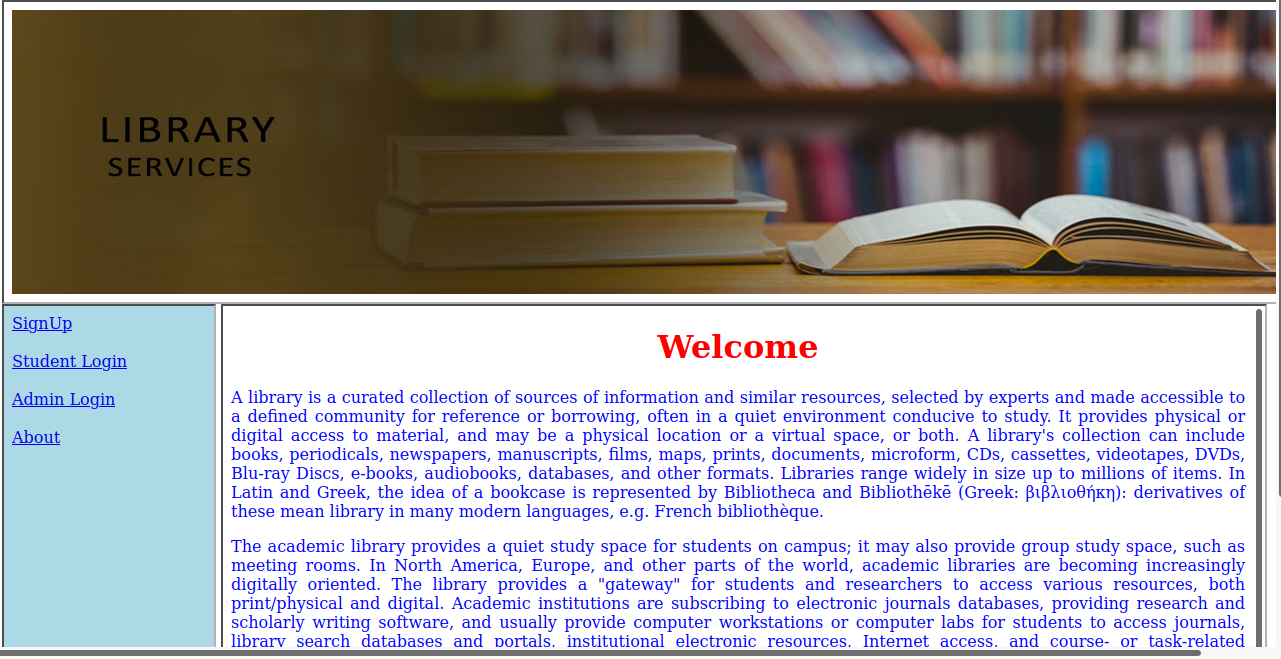 LIBRARY
SERVICES
SignUp
Student Login
Admin Login
About
Welcome
A library is a curated collection of sources of information and similar resources, selected by experts and made accessible to
a defined community for reference or borrowing, often in a quiet environment conducive to study. It provides physical or
digital access to material, and may be a physical location or a virtual space, or both. A library's collection can include
books, periodicals, newspapers, manuscripts, films, maps, prints, documents, microform, CDs, cassettes, videotapes, DVDs,
Blu-ray Discs, e-books, audiobooks, databases, and other formats. Libraries range widely in size up to millions of items. In
Latin and Greek, the idea of a bookcase is represented by Bibliotheca and Bibliothēkē (Greek: βιβλιοθήκη): derivatives of
these mean library in many modern languages, e.g. French bibliothèque.
The academic library provides a quiet study space for students on campus; it may also provide group study space, such as
meeting rooms. In North America, Europe, and other parts of the world, academic libraries are becoming increasingly
digitally oriented. The library provides a "gateway" for students and researchers to access various resources, both
print/physical and digital. Academic institutions are subscribing to electronic journals databases, providing research and
scholarly writing software, and usually provide computer workstations or computer labs for students to access journals,
library search databases and portals, institutional electronic resources, Internet access, and course- or task-related